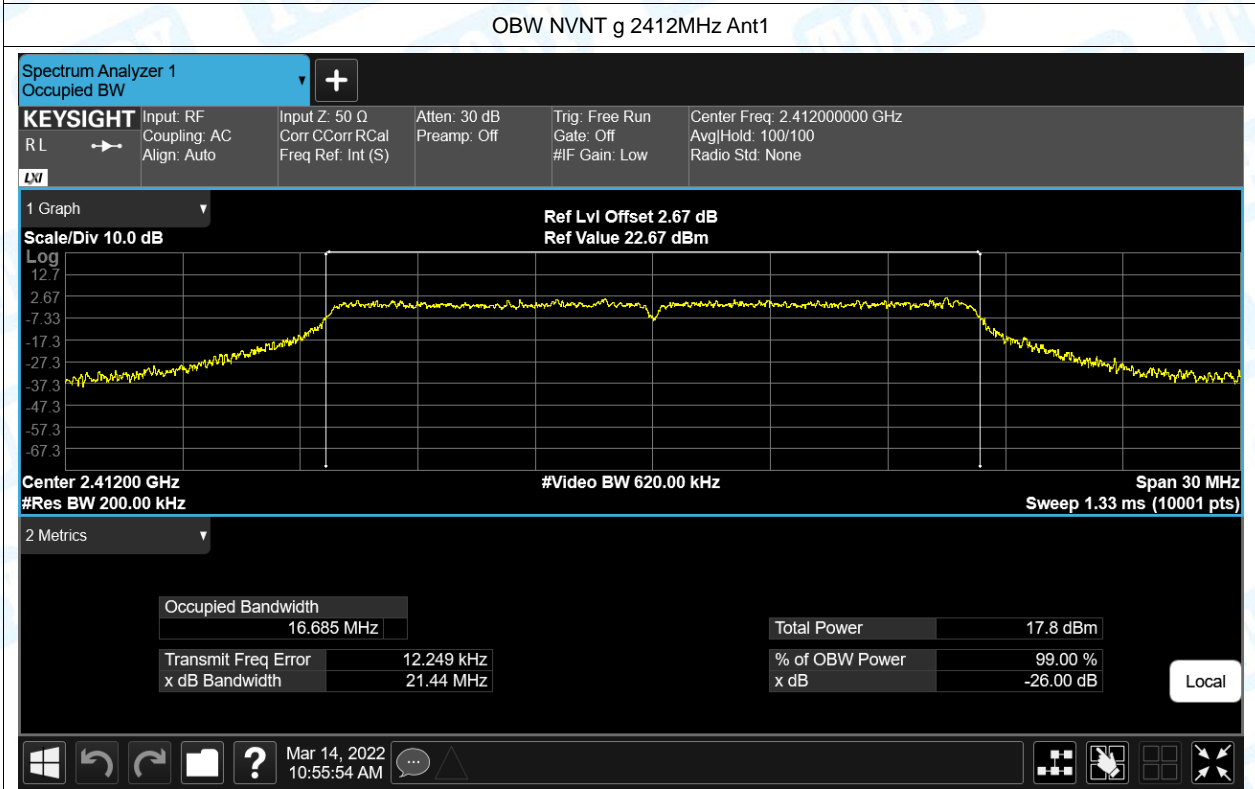 OBW NVNT g 2412MHz Ant1
Spectrum Analyzer 1
Occupied BW
KEYSIGHT
RL
LXI
Input: RF
Coupling: AC
Align: Auto
Input Z: 50 Ω
Corr CCorr RCal
Freq Ref: Int (S)
Atten: 30 dB
Preamp: Off
Trig: Free Run
Gate: Off
#IF Gain: Low
Center Freq: 2.412000000 GHz
Avg|Hold: 100/100
Radio Std: None
1 Graph
Scale/Div 10.0 dB
Ref Lvl Offset 2.67 dB
Ref Value 22.67 dBm
Log
12.7
2.67
-7.33
-17.3
-27.3
-37.3
-47.3
-57.3
-67.3
Center 2.41200 GHz
#Video BW 620.00 kHz
Span 30 MHz
#Res BW 200.00 kHz
Sweep 1.33 ms (10001 pts)
2 Metrics
Occupied Bandwidth
16.685 MHz
Total Power 17.8 dBm
Transmit Freq Error 12.249 kHz
% of OBW Power 99.00 %
x dB Bandwidth 21.44 MHz
x dB -26.00 dB
Local
Mar 14, 2022
10:55:54 AM